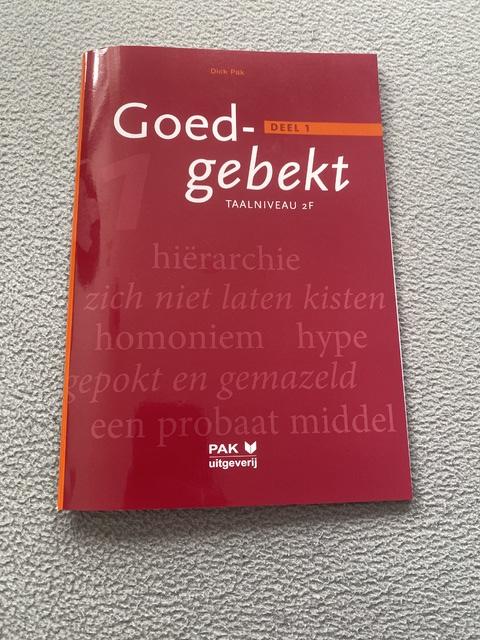 Dick Pak
Goed-
DEEL 1
gebekt
TAALNIVEAU 2F
1
hiërarchie
zich niet laten kisten
homoniem hype
gepokt en gemazeld
een probaat middel
PAK
uitgeverij